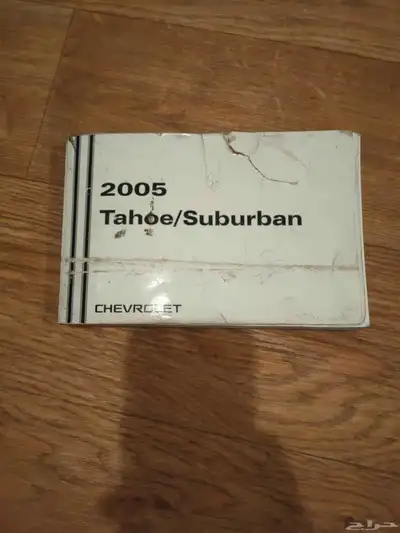 2005
Tahoe/Suburban
CHEVROLET
حراج